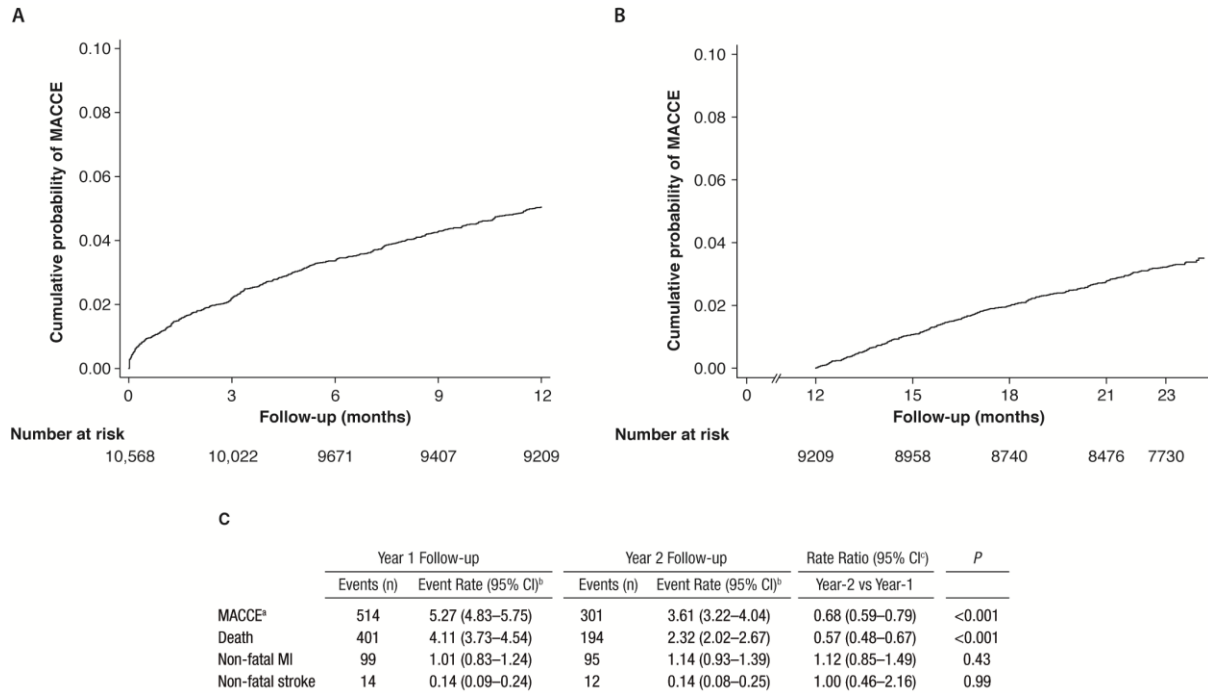 A
Cumulative probability of MACCE
0.10
0.08
0.06
0.04
0.02
0.00
0 3 6 9 12
Follow-up (months)
Number at risk
10,568 10,022 9671 9407 9209
B
Cumulative probability of MACCE
0.10
0.08
0.06
0.04
0.02
0.00
0 12 15 18 21 23
Follow-up (months)
Number at risk
9209 8958 8740 8476 7730
C
Year 1 Follow-up Year 2 Follow-up Rate Ratio (95% CIᶜ) P
Events (n) Event Rate (95% CI)ᵇ Events (n) Event Rate (95% CI)ᵇ Year-2 vs Year-1
MACCEᵃ 514 5.27 (4.83–5.75) 301 3.61 (3.22–4.04) 0.68 (0.59–0.79) <0.001
Death 401 4.11 (3.73–4.54) 194 2.32 (2.02–2.67) 0.57 (0.48–0.67) <0.001
Non-fatal MI 99 1.01 (0.83–1.24) 95 1.14 (0.93–1.39) 1.12 (0.85–1.49) 0.43
Non-fatal stroke 14 0.14 (0.09–0.24) 12 0.14 (0.08–0.25) 1.00 (0.46–2.16) 0.99